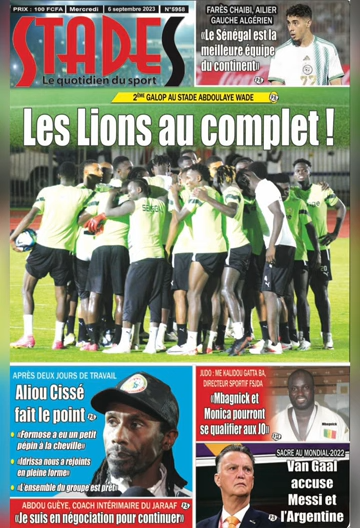 PRIX : 100 FCFA
Mercredi
6 septembre 2023
N°5958
STADES
Le quotidien du sport
FARÈS CHAIBI, AILIER
GAUCHE ALGÉRIEN
«Le Sénégal est la
meilleure équipe
du continent»
2ÈME GALOP AU STADE ABDOULAYE WADE
Les Lions au complet !
APRÈS DEUX JOURS DE TRAVAIL
Aliou Cissé
fait le point
• «Formose a eu un petit
pépin à la cheville»
• «Idrissa nous a rejoints
en pleine forme»
• «L'ensemble du groupe est prêt»
JUDO : ME KALIDOU GATTA BA,
DIRECTEUR SPORTIF FSJDA
«Mbagnick et
Monica pourront
se qualifier aux JO»
SACRE AU MONDIAL-2022
Van Gaal
accuse
Messi et
l'Argentine
ABDOU GUÈYE, COACH INTÉRIMAIRE DU JARAAF
«Je suis en négociation pour continuer»